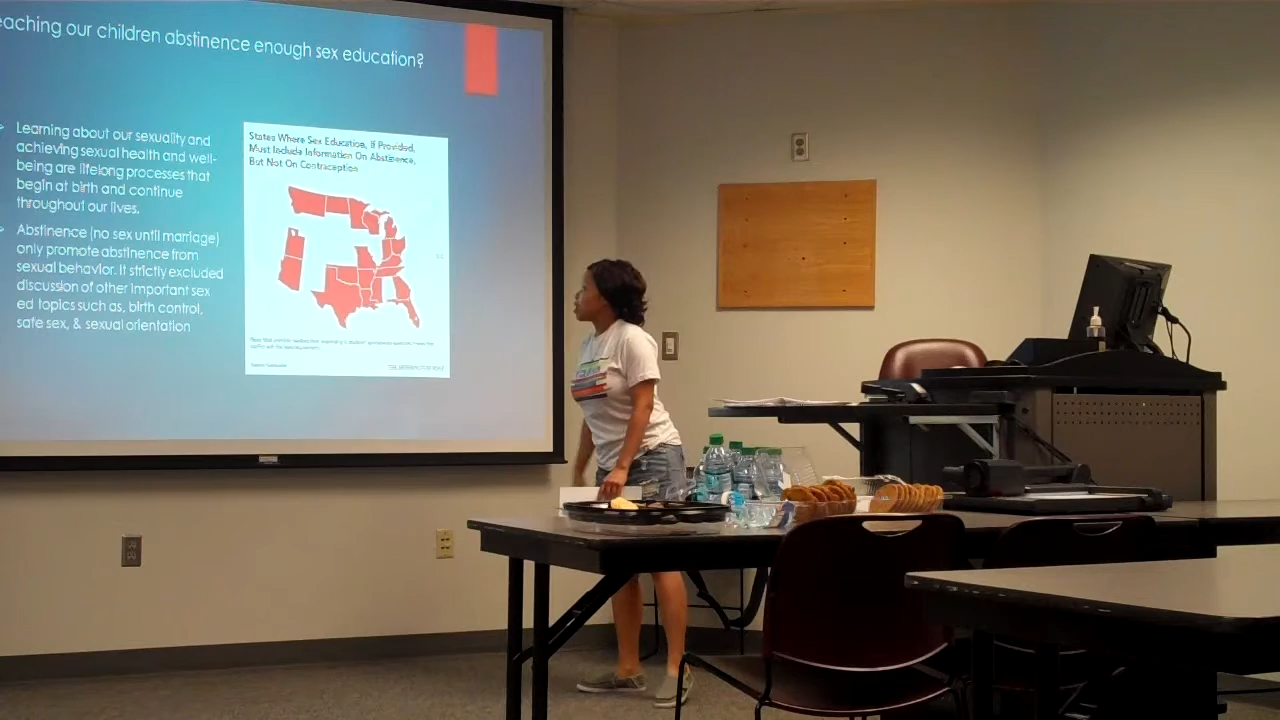 eaching our children abstinence enough sex education?
Learning about our sexuality and
achieving sexual health and well-
being are lifelong processes that
begin at birth and continue
throughout our lives.
Abstinence (no sex until marriage)
only promote abstinence from
sexual behavior. It strictly excluded
discussion of other important sex
ed topics such as, birth control,
safe sex, & sexual orientation
States Where Sex Education, If Provided,
Must Include Information On Abstinence,
But Not On Contraception